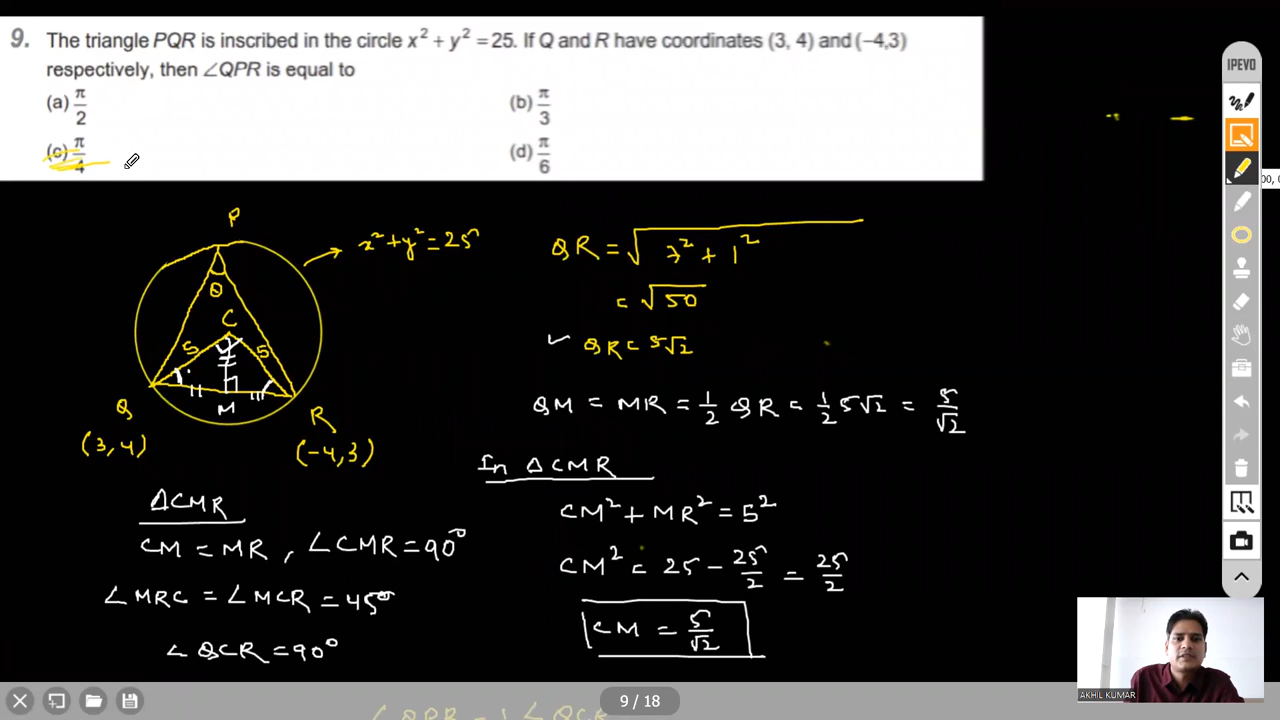 9. The triangle PQR is inscribed in the circle x² + y² = 25. If Q and R have coordinates (3, 4) and (−4,3)
respectively, then ∠QPR is equal to
(a) π/2 (b) π/3
(c) π/4 (d) π/6
IPEVO
00, 0
P
x²+y²=25
θ
C
5 5
M
Q R
(3,4) (-4,3)
QR = √7²+1²
= √50
QR = 5√2
QM = MR = 1/2 QR = 1/2 5√2 = 5/√2
In ΔCMR
CM²+MR² = 5²
CM² = 25 − 25/2 = 25/2
CM = 5/√2
ΔCMR
CM = MR, ∠CMR = 90°
∠MRC = ∠MCR = 45°
∠QCR = 90°
AKHIL KUMAR
9 / 18